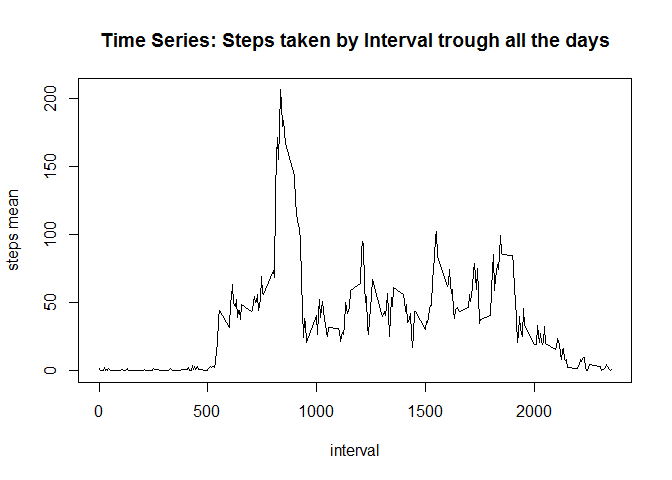 Time Series: Steps taken by Interval trough all the days
steps mean
200
150
100
50
0
0 500 1000 1500 2000
interval